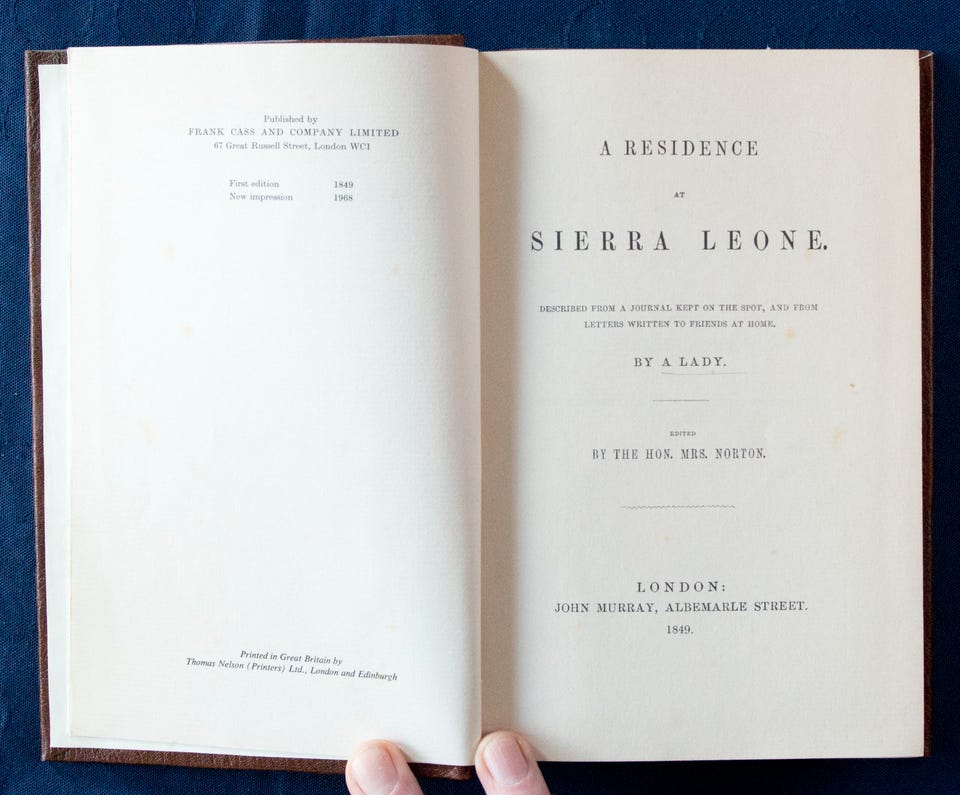 Published by
FRANK CASS AND COMPANY LIMITED
67 Great Russell Street, London WC1
First edition 1849
New impression 1968
Printed in Great Britain by
Thomas Nelson (Printers) Ltd., London and Edinburgh
A RESIDENCE
AT
SIERRA LEONE.
DESCRIBED FROM A JOURNAL KEPT ON THE SPOT, AND FROM
LETTERS WRITTEN TO FRIENDS AT HOME.
BY A LADY.
EDITED
BY THE HON. MRS. NORTON.
LONDON:
JOHN MURRAY, ALBEMARLE STREET.
1849.